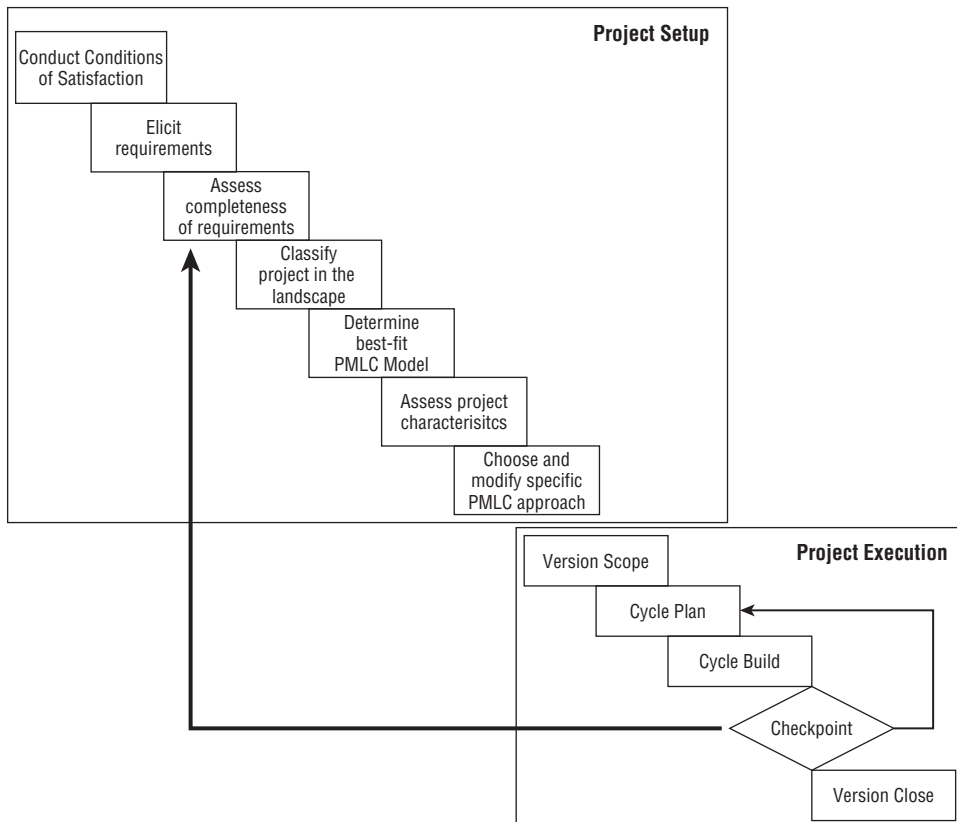 Project Setup
Conduct Conditions
of Satisfaction
Elicit
requirements
Assess
completeness
of requirements
Classify
project in the
landscape
Determine
best-fit
PMLC Model
Assess project
characterisitcs
Choose and
modify specific
PMLC approach
Project Execution
Version Scope
Cycle Plan
Cycle Build
Checkpoint
Version Close